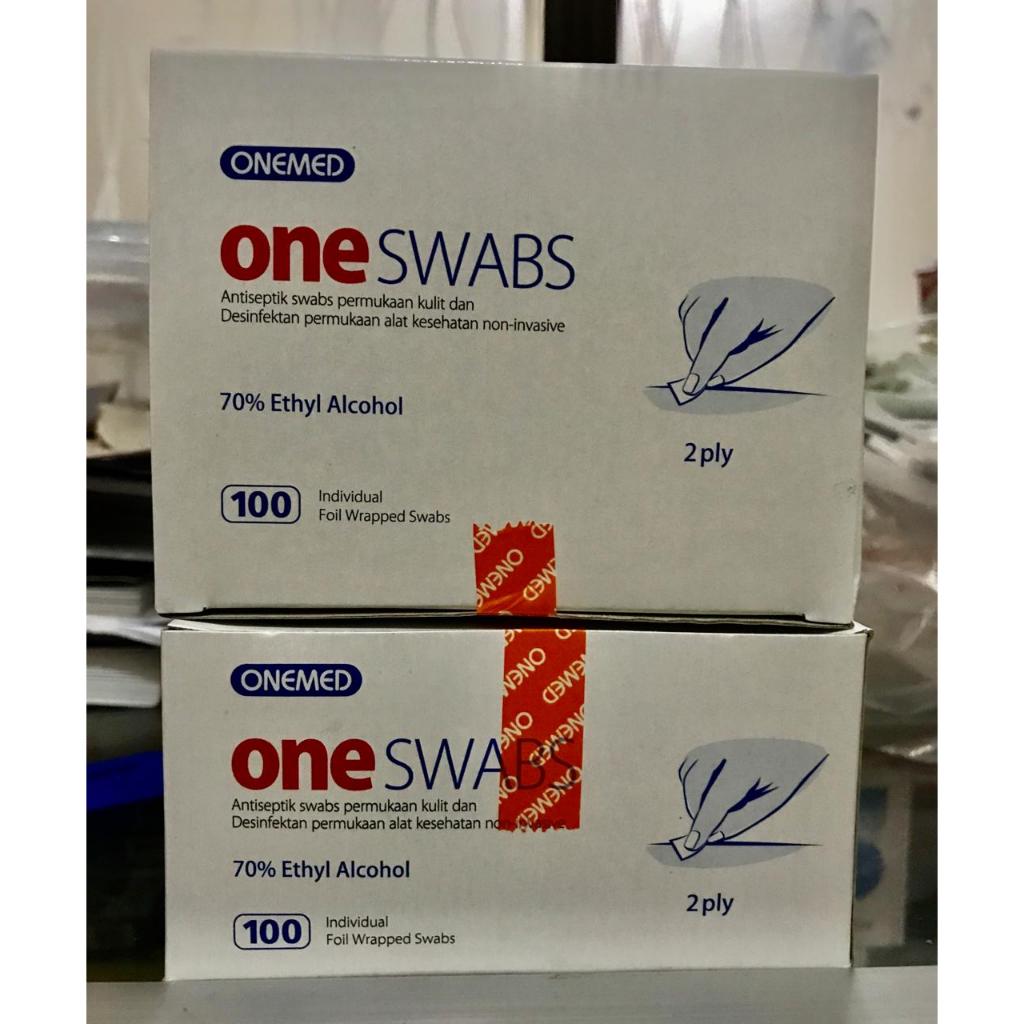 ONEMED
one SWABS
Antiseptik swabs permukaan kulit dan
Desinfektan permukaan alat kesehatan non-invasive
70% Ethyl Alcohol
2 ply
100 Individual
Foil Wrapped Swabs
ONEMED
ONEMED
one SWABS
Antiseptik swabs permukaan kulit dan
Desinfektan permukaan alat kesehatan non-invasive
70% Ethyl Alcohol
2 ply
100 Individual
Foil Wrapped Swabs
ONEMED
ONEMED